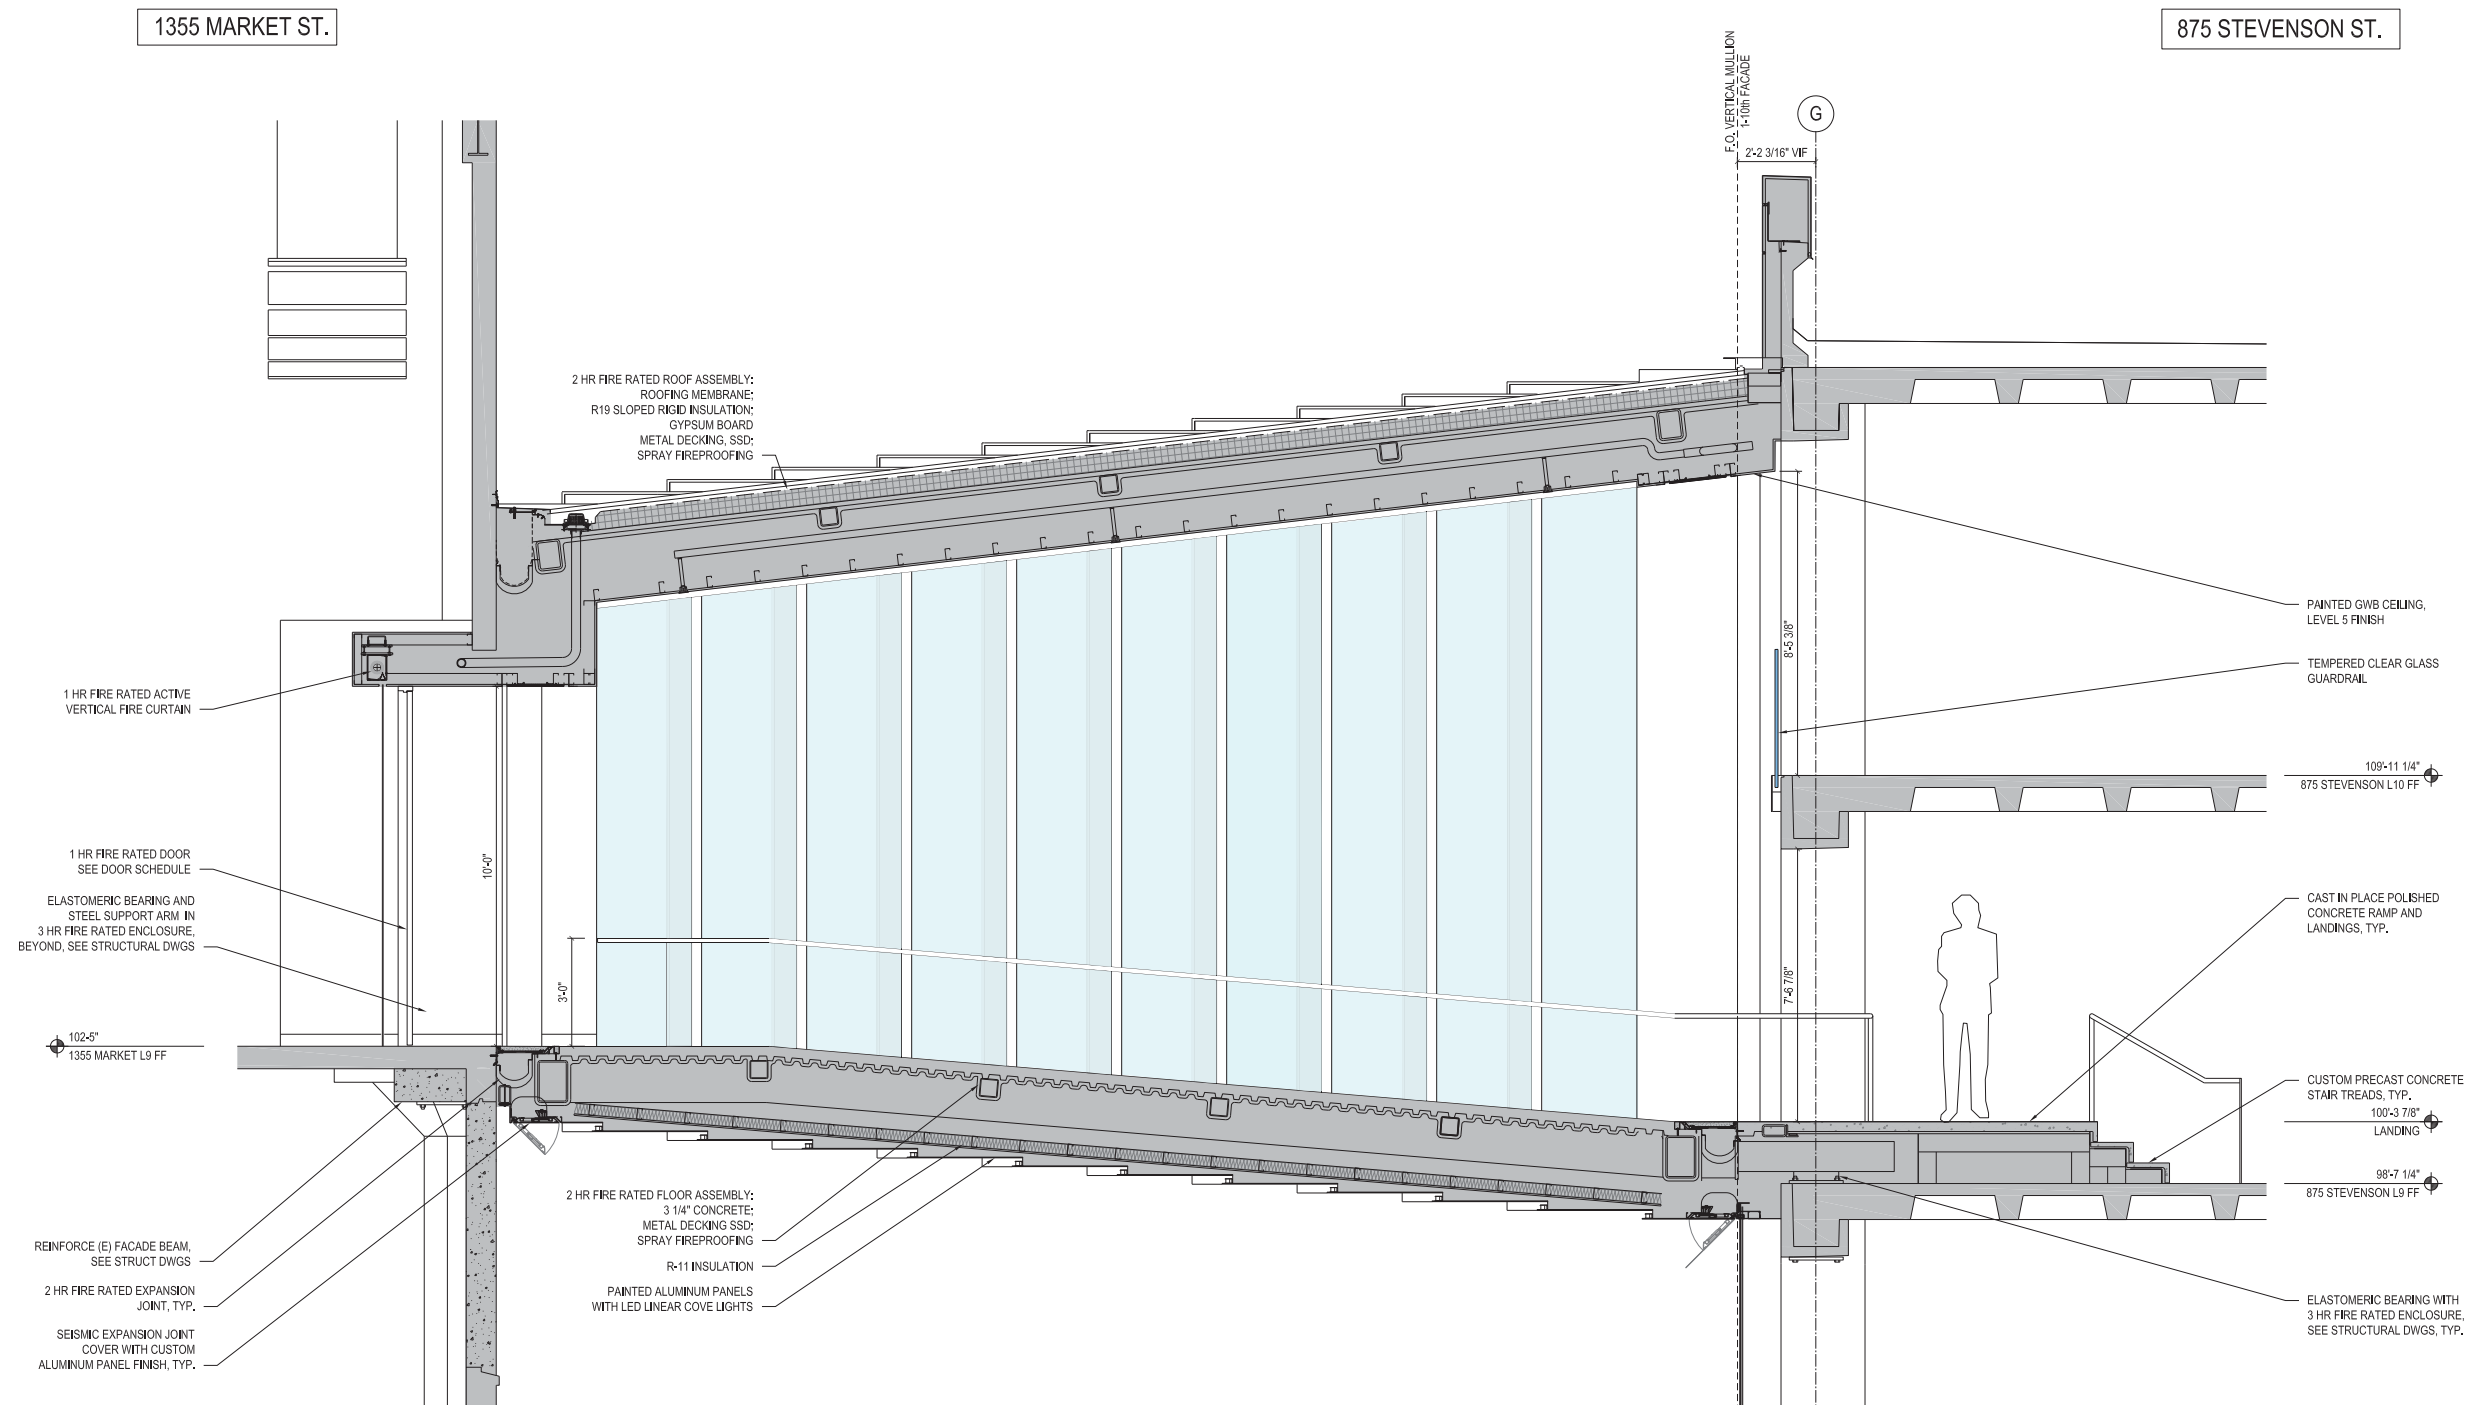 1355 MARKET ST.
875 STEVENSON ST.
F.O. VERTICAL MULLION
1-10th FACADE
G
2'-2 3/16" VIF
2 HR FIRE RATED ROOF ASSEMBLY:
ROOFING MEMBRANE;
R19 SLOPED RIGID INSULATION;
GYPSUM BOARD
METAL DECKING, SSD;
SPRAY FIREPROOFING
PAINTED GWB CEILING,
LEVEL 5 FINISH
8'-5 3/8"
TEMPERED CLEAR GLASS
GUARDRAIL
1 HR FIRE RATED ACTIVE
VERTICAL FIRE CURTAIN
109'-11 1/4"
875 STEVENSON L10 FF
1 HR FIRE RATED DOOR
SEE DOOR SCHEDULE
10'-0"
ELASTOMERIC BEARING AND
STEEL SUPPORT ARM IN
3 HR FIRE RATED ENCLOSURE,
BEYOND, SEE STRUCTURAL DWGS
CAST IN PLACE POLISHED
CONCRETE RAMP AND
LANDINGS, TYP.
3'-0"
7'-6 7/8"
102-5"
1355 MARKET L9 FF
CUSTOM PRECAST CONCRETE
STAIR TREADS, TYP.
100'-3 7/8"
LANDING
98'-7 1/4"
875 STEVENSON L9 FF
2 HR FIRE RATED FLOOR ASSEMBLY:
3 1/4" CONCRETE;
METAL DECKING SSD;
SPRAY FIREPROOFING
R-11 INSULATION
PAINTED ALUMINUM PANELS
WITH LED LINEAR COVE LIGHTS
REINFORCE (E) FACADE BEAM,
SEE STRUCT DWGS
2 HR FIRE RATED EXPANSION
JOINT, TYP.
SEISMIC EXPANSION JOINT
COVER WITH CUSTOM
ALUMINUM PANEL FINISH, TYP.
ELASTOMERIC BEARING WITH
3 HR FIRE RATED ENCLOSURE,
SEE STRUCTURAL DWGS, TYP.